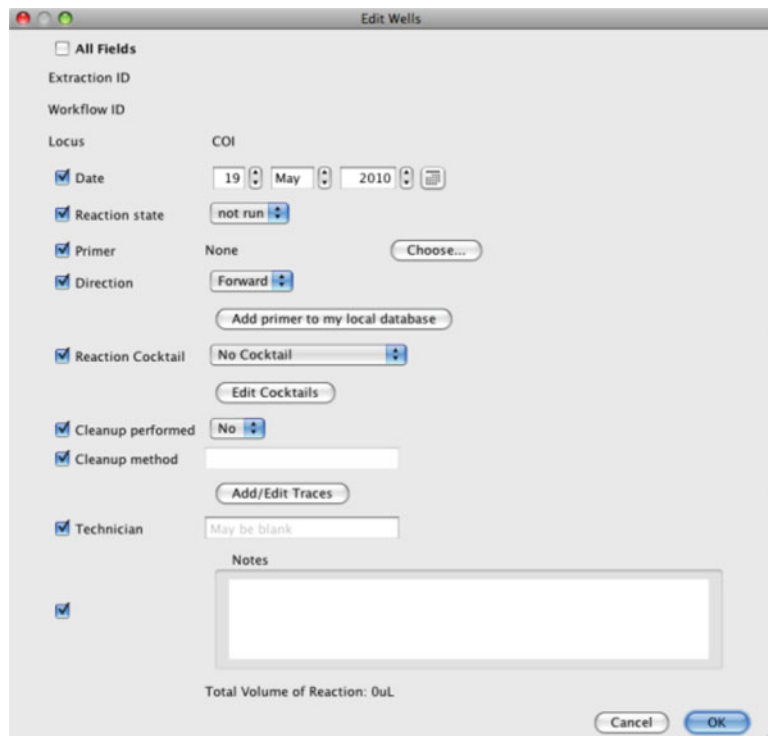 Edit Wells
All Fields
Extraction ID
Workflow ID
Locus COI
Date 19 May 2010
Reaction state not run
Primer None Choose...
Direction Forward
Add primer to my local database
Reaction Cocktail No Cocktail
Edit Cocktails
Cleanup performed No
Cleanup method
Add/Edit Traces
Technician May be blank
Notes
Total Volume of Reaction: 0uL
Cancel OK